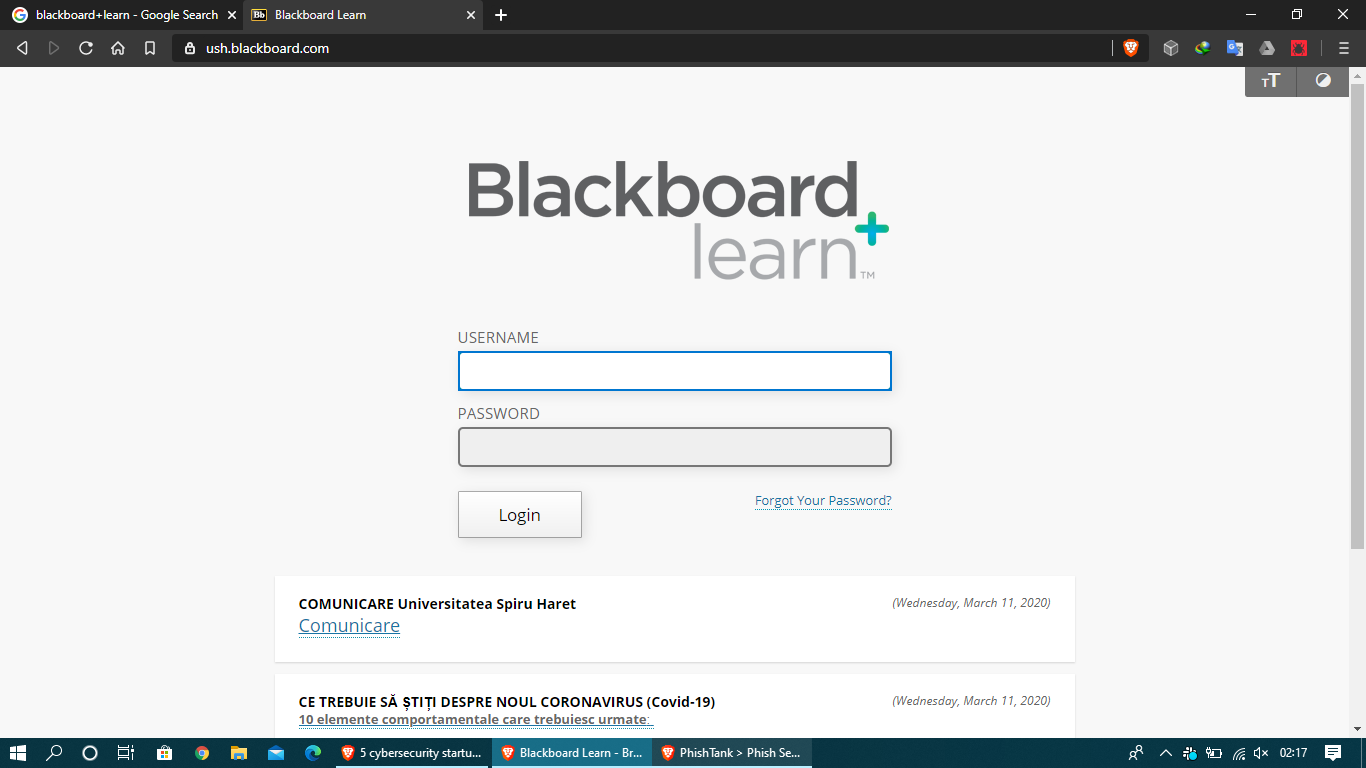 blackboard+learn - Google Search
Bb Blackboard Learn
ush.blackboard.com
TT
Blackboard
learn+™
USERNAME
PASSWORD
Login
Forgot Your Password?
COMUNICARE Universitatea Spiru Haret
(Wednesday, March 11, 2020)
Comunicare
CE TREBUIE SĂ ȘTIȚI DESPRE NOUL CORONAVIRUS (Covid-19)
(Wednesday, March 11, 2020)
10 elemente comportamentale care trebuiesc urmate:
5 cybersecurity startu...
Blackboard Learn - Br...
PhishTank > Phish Se...
02:17